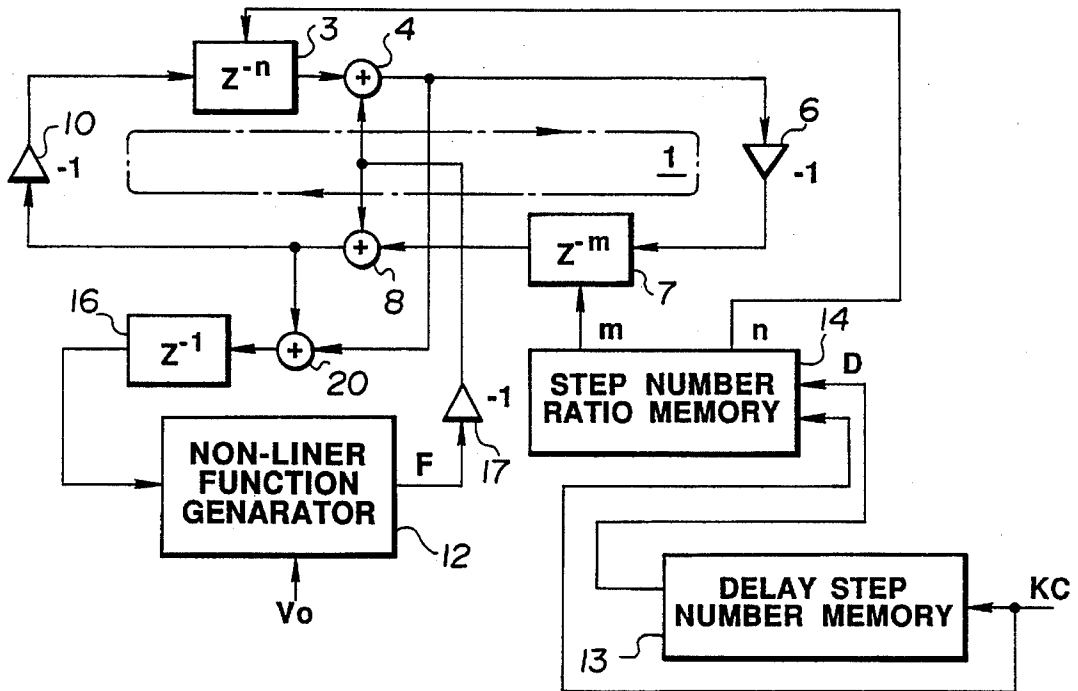 3
4
Z-n
+
10
-1
1
6
-1
+
8
Z-m
7
16
Z-1
+
20
m
n
14
D
STEP NUMBER
RATIO MEMORY
-1
17
NON-LINER
FUNCTION
GENARATOR
F
12
Vo
DELAY STEP
NUMBER MEMORY
KC
13